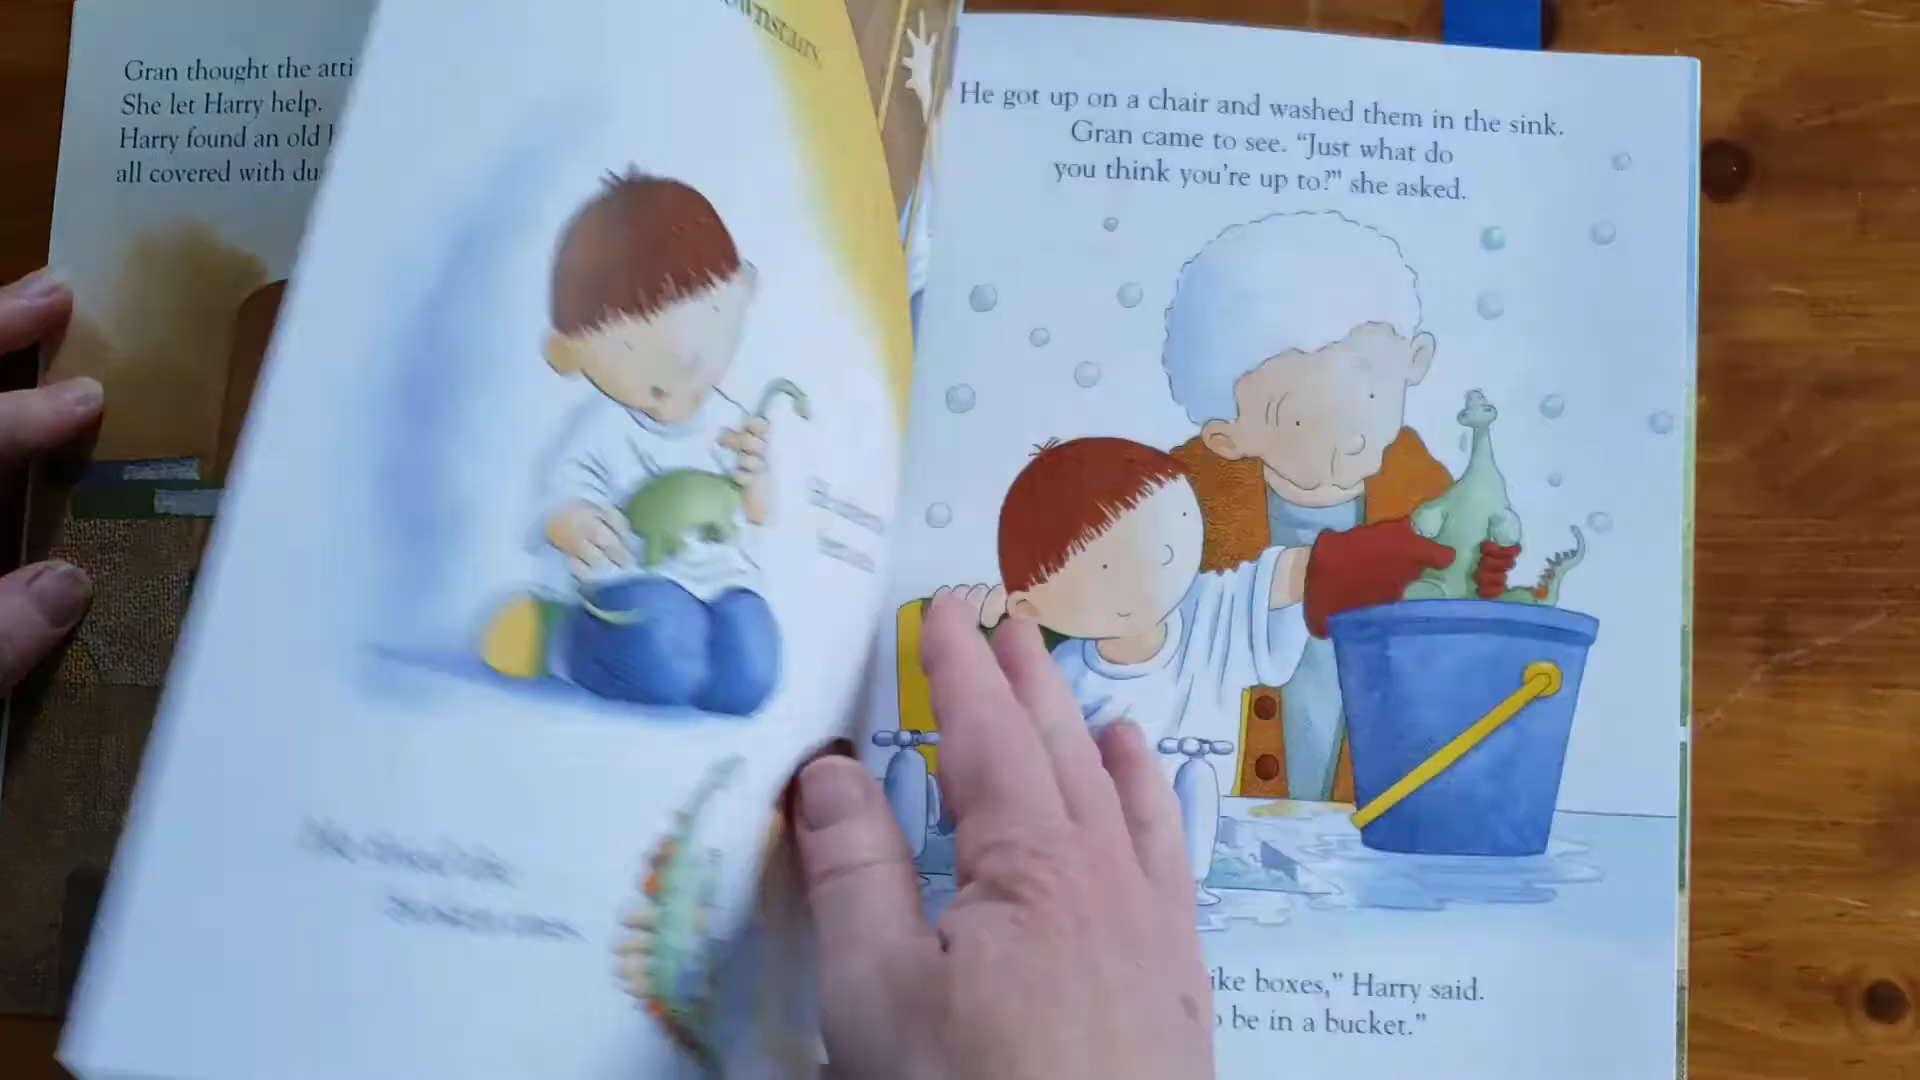 Gran thought the atti
She let Harry help.
Harry found an old
all covered with du
ownstairs.
He got up on a chair and washed them in the sink.
Gran came to see. “Just what do
you think you're up to?” she asked.
ike boxes,” Harry said.
be in a bucket.”